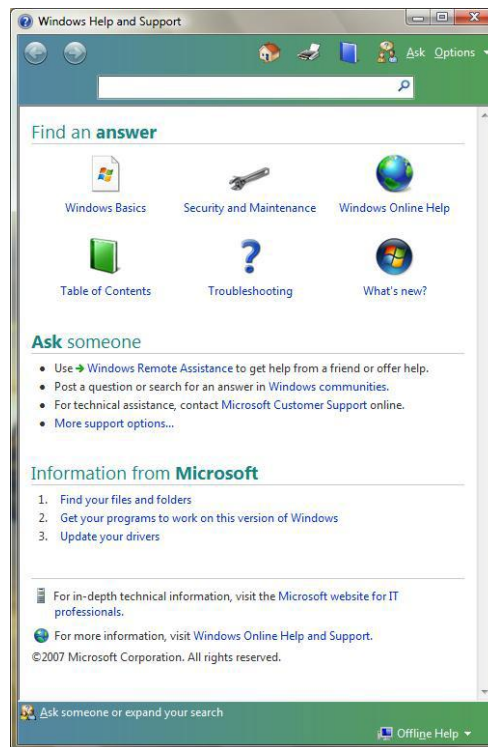 Windows Help and Support
Ask Options
Find an answer
Windows Basics Security and Maintenance Windows Online Help
Table of Contents Troubleshooting What's new?
Ask someone
• Use Windows Remote Assistance to get help from a friend or offer help.
• Post a question or search for an answer in Windows communities.
• For technical assistance, contact Microsoft Customer Support online.
• More support options...
Information from Microsoft
1. Find your files and folders
2. Get your programs to work on this version of Windows
3. Update your drivers
For in-depth technical information, visit the Microsoft website for IT
professionals.
For more information, visit Windows Online Help and Support.
©2007 Microsoft Corporation. All rights reserved.
Ask someone or expand your search
Offline Help